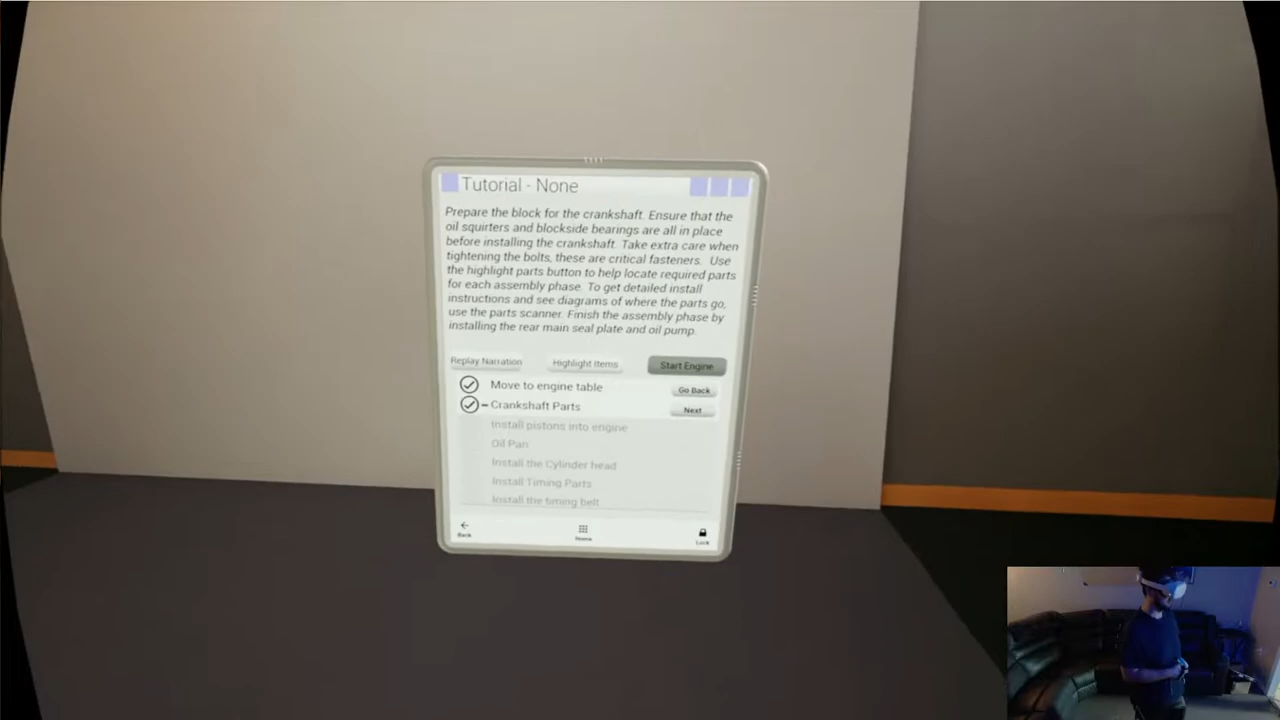 Tutorial - None
Prepare the block for the crankshaft. Ensure that the
oil squirters and blockside bearings are all in place
before installing the crankshaft. Take extra care when
tightening the bolts, these are critical fasteners. Use
the highlight parts button to help locate required parts
for each assembly phase. To get detailed install
instructions and see diagrams of where the parts go,
use the parts scanner. Finish the assembly phase by
installing the rear main seal plate and oil pump.
Replay Narration Highlight Items Start Engine
Move to engine table Go Back
Crankshaft Parts Next
Install pistons into engine
Oil Pan
Install the Cylinder head
Install Timing Parts
Install the timing belt
Back Home Lock